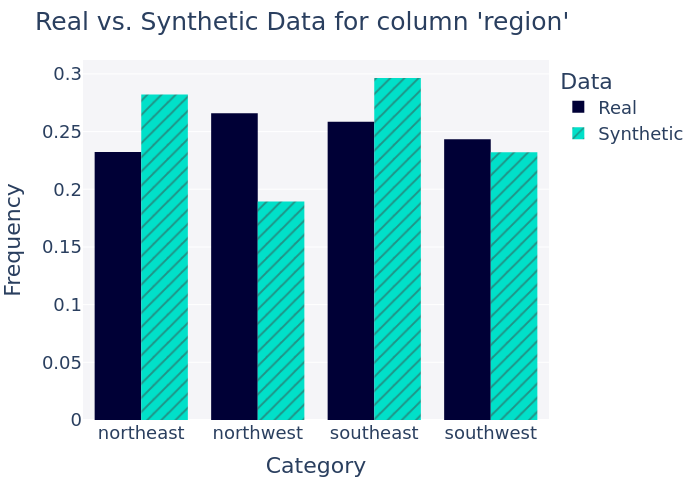 Real vs. Synthetic Data for column 'region'
0.3
0.25
0.2
0.15
0.1
0.05
0
Frequency
northeast
northwest
southeast
southwest
Category
Data
Real
Synthetic